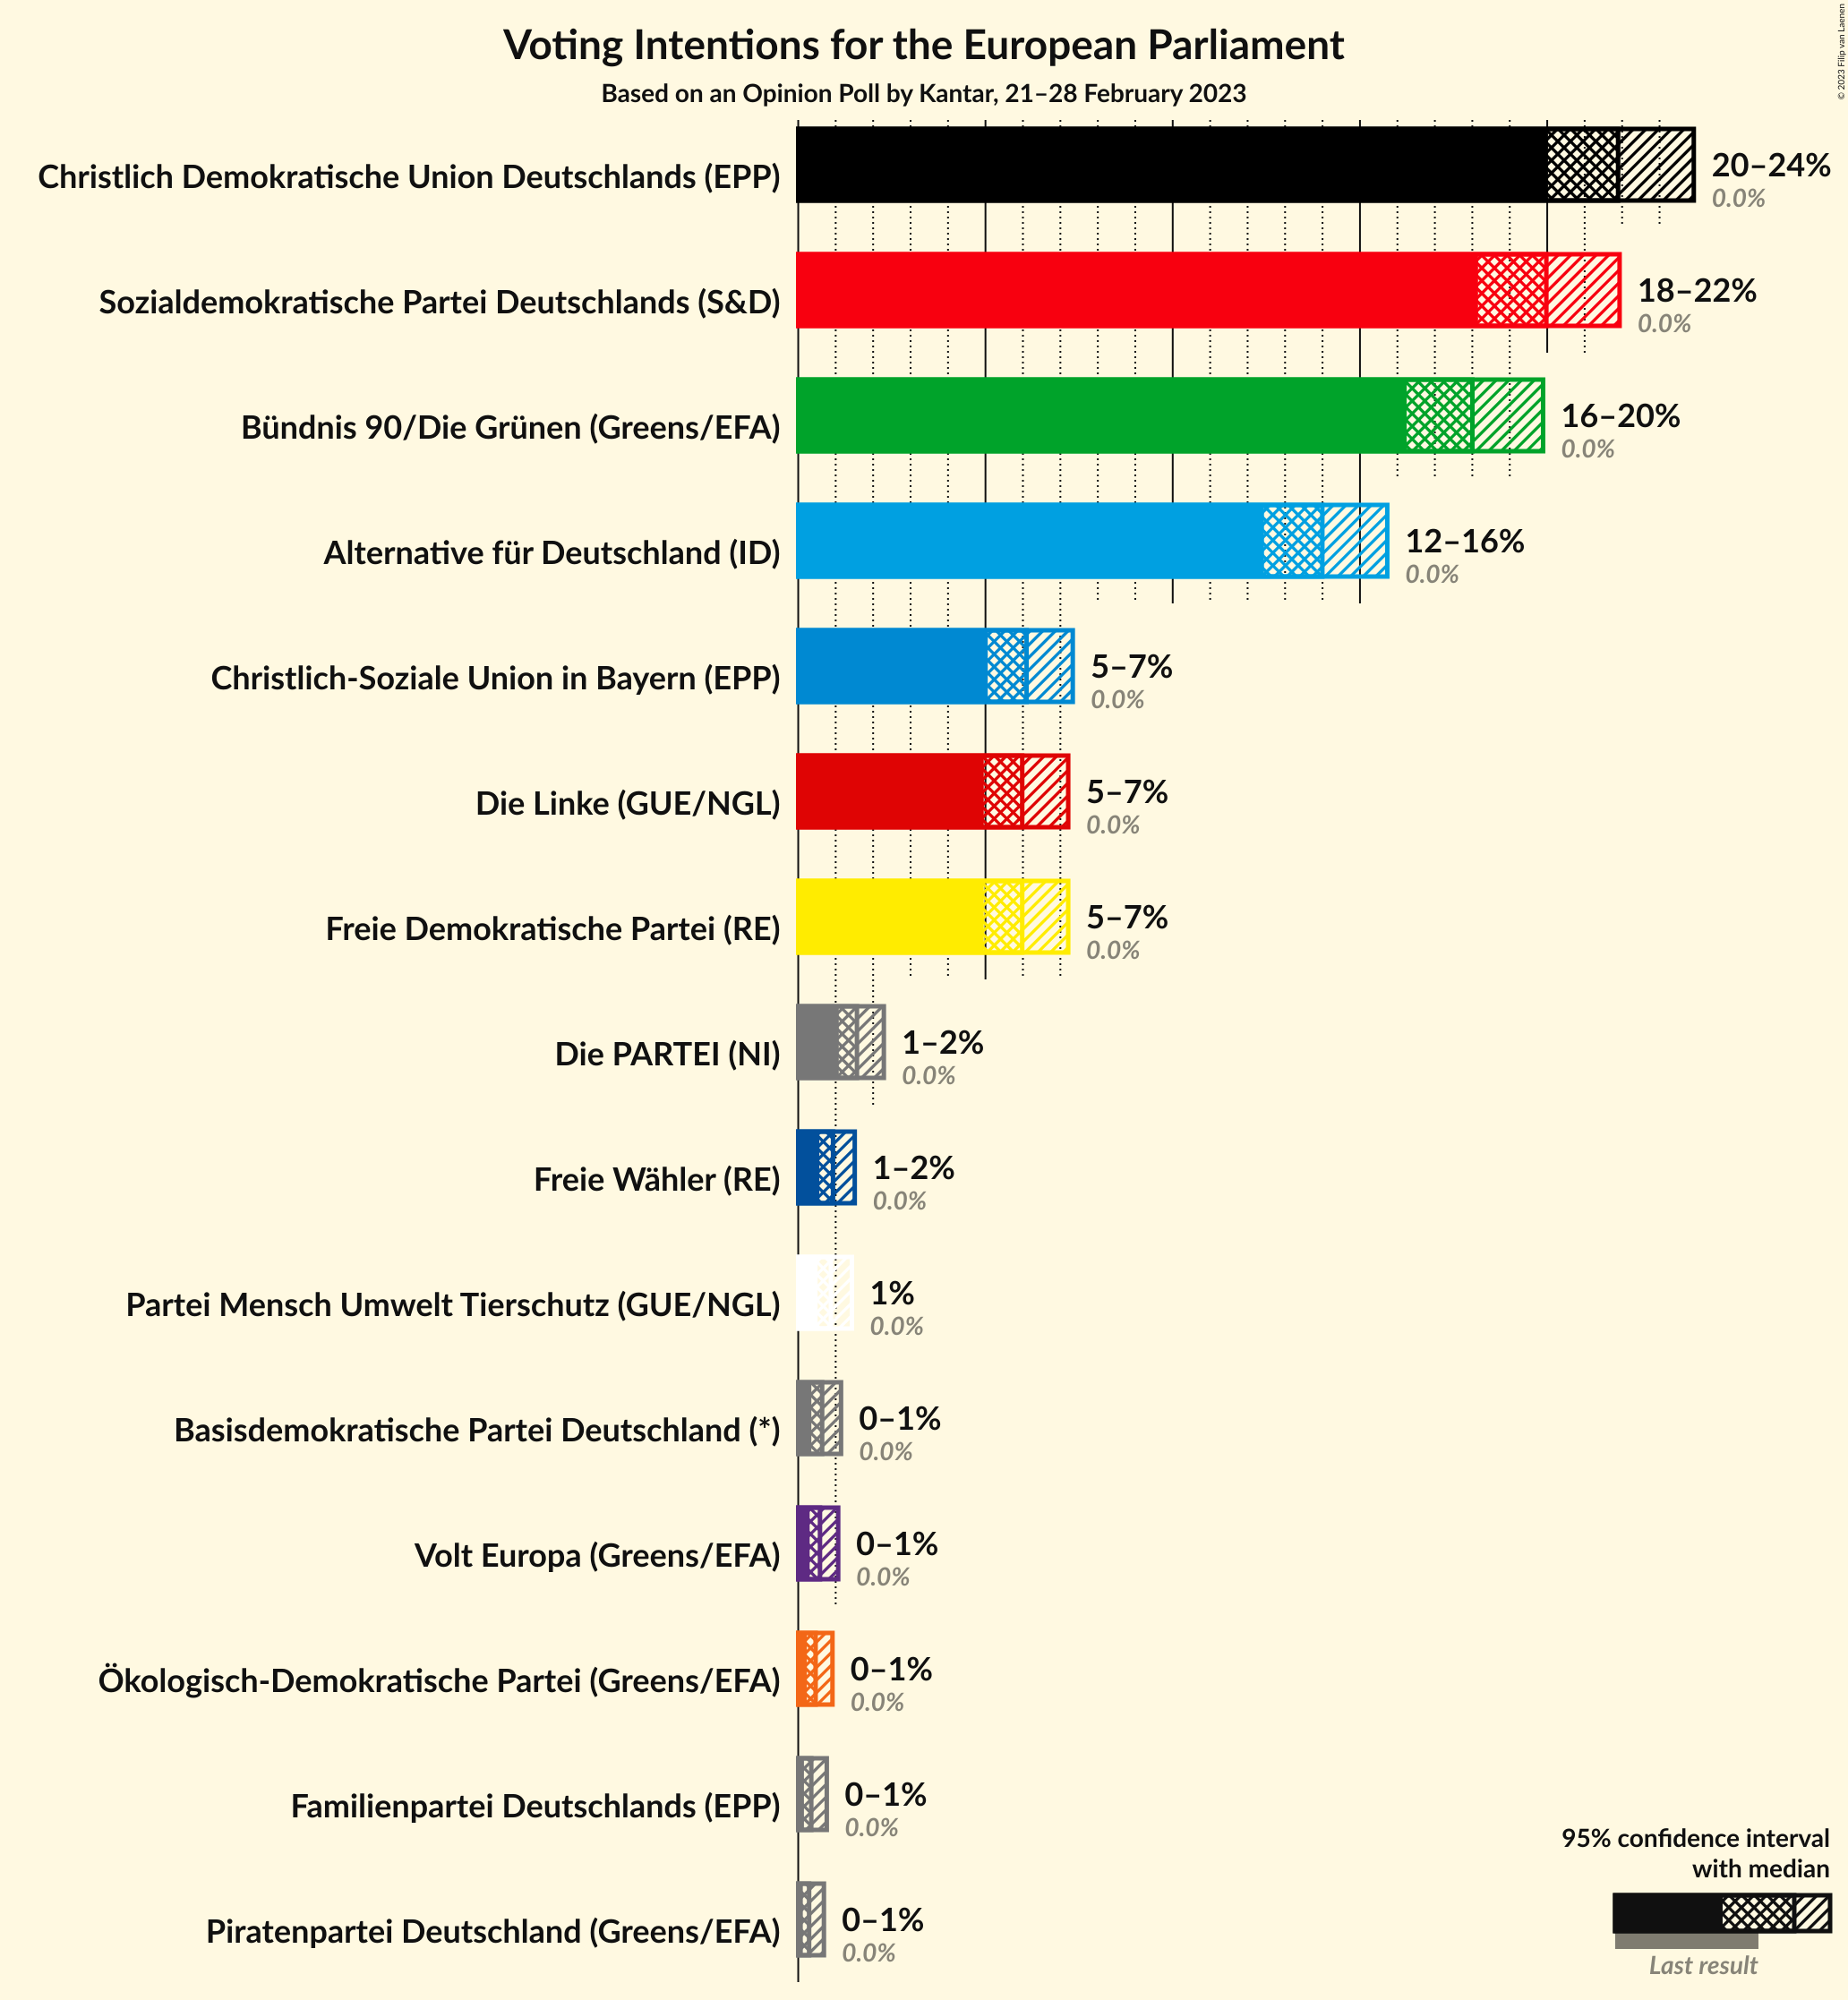 Voting Intentions for the European Parliament
Based on an Opinion Poll by Kantar, 21–28 February 2023
© 2023 Filip van Laenen
Christlich Demokratische Union Deutschlands (EPP)
20–24%
0.0%
Sozialdemokratische Partei Deutschlands (S&D)
18–22%
0.0%
Bündnis 90/Die Grünen (Greens/EFA)
16–20%
0.0%
Alternative für Deutschland (ID)
12–16%
0.0%
Christlich-Soziale Union in Bayern (EPP)
5–7%
0.0%
Die Linke (GUE/NGL)
5–7%
0.0%
Freie Demokratische Partei (RE)
5–7%
0.0%
Die PARTEI (NI)
1–2%
0.0%
Freie Wähler (RE)
1–2%
0.0%
Partei Mensch Umwelt Tierschutz (GUE/NGL)
1%
0.0%
Basisdemokratische Partei Deutschland (*)
0–1%
0.0%
Volt Europa (Greens/EFA)
0–1%
0.0%
Ökologisch-Demokratische Partei (Greens/EFA)
0–1%
0.0%
Familienpartei Deutschlands (EPP)
0–1%
0.0%
Piratenpartei Deutschland (Greens/EFA)
0–1%
0.0%
95% confidence interval
with median
Last result